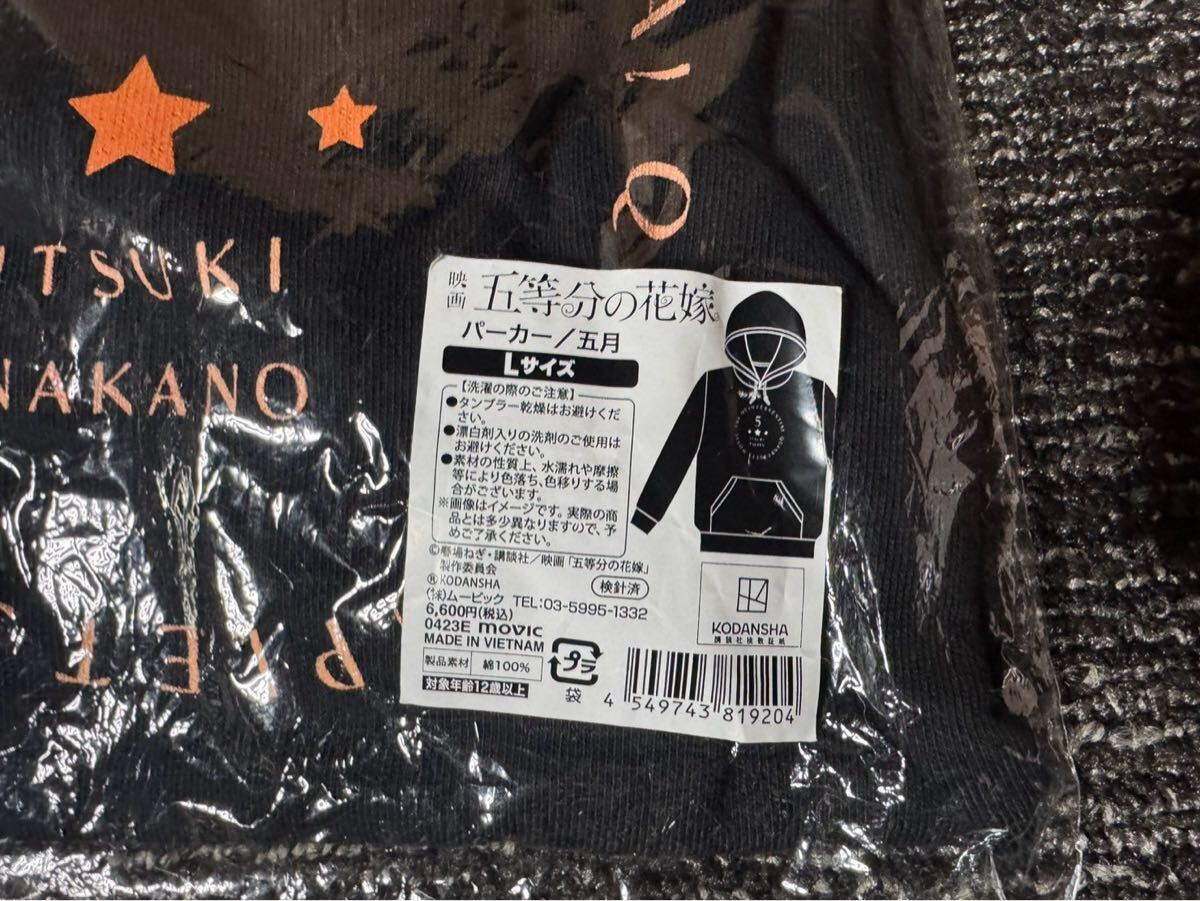 Q
TSUKI
NAKANO
映画 五等分の花嫁
パーカー/五月
Lサイズ
【洗濯の際のご注意】
●タンブラー乾燥はお避けくだ
さい。
●漂白剤入りの洗剤のご使用は
お避けください。
●素材の性質上、水濡れや摩擦
等により色落ち、色移りする場
合がございます。
※画像はイメージです。実際の商
品とは多少異なりますので、予
めご了承ください。
©春場ねぎ・講談社/映画「五等分の花嫁」
製作委員会
®KODANSHA
検針済
(株)ムービック TEL:03-5995-1332
6,600円(税込)
0423E movic
MADE IN VIETNAM
製品素材 綿100%
対象年齢12歳以上
プラ
袋
5
KODANSHA
講談社検数証紙
4 549743 819204
PIET